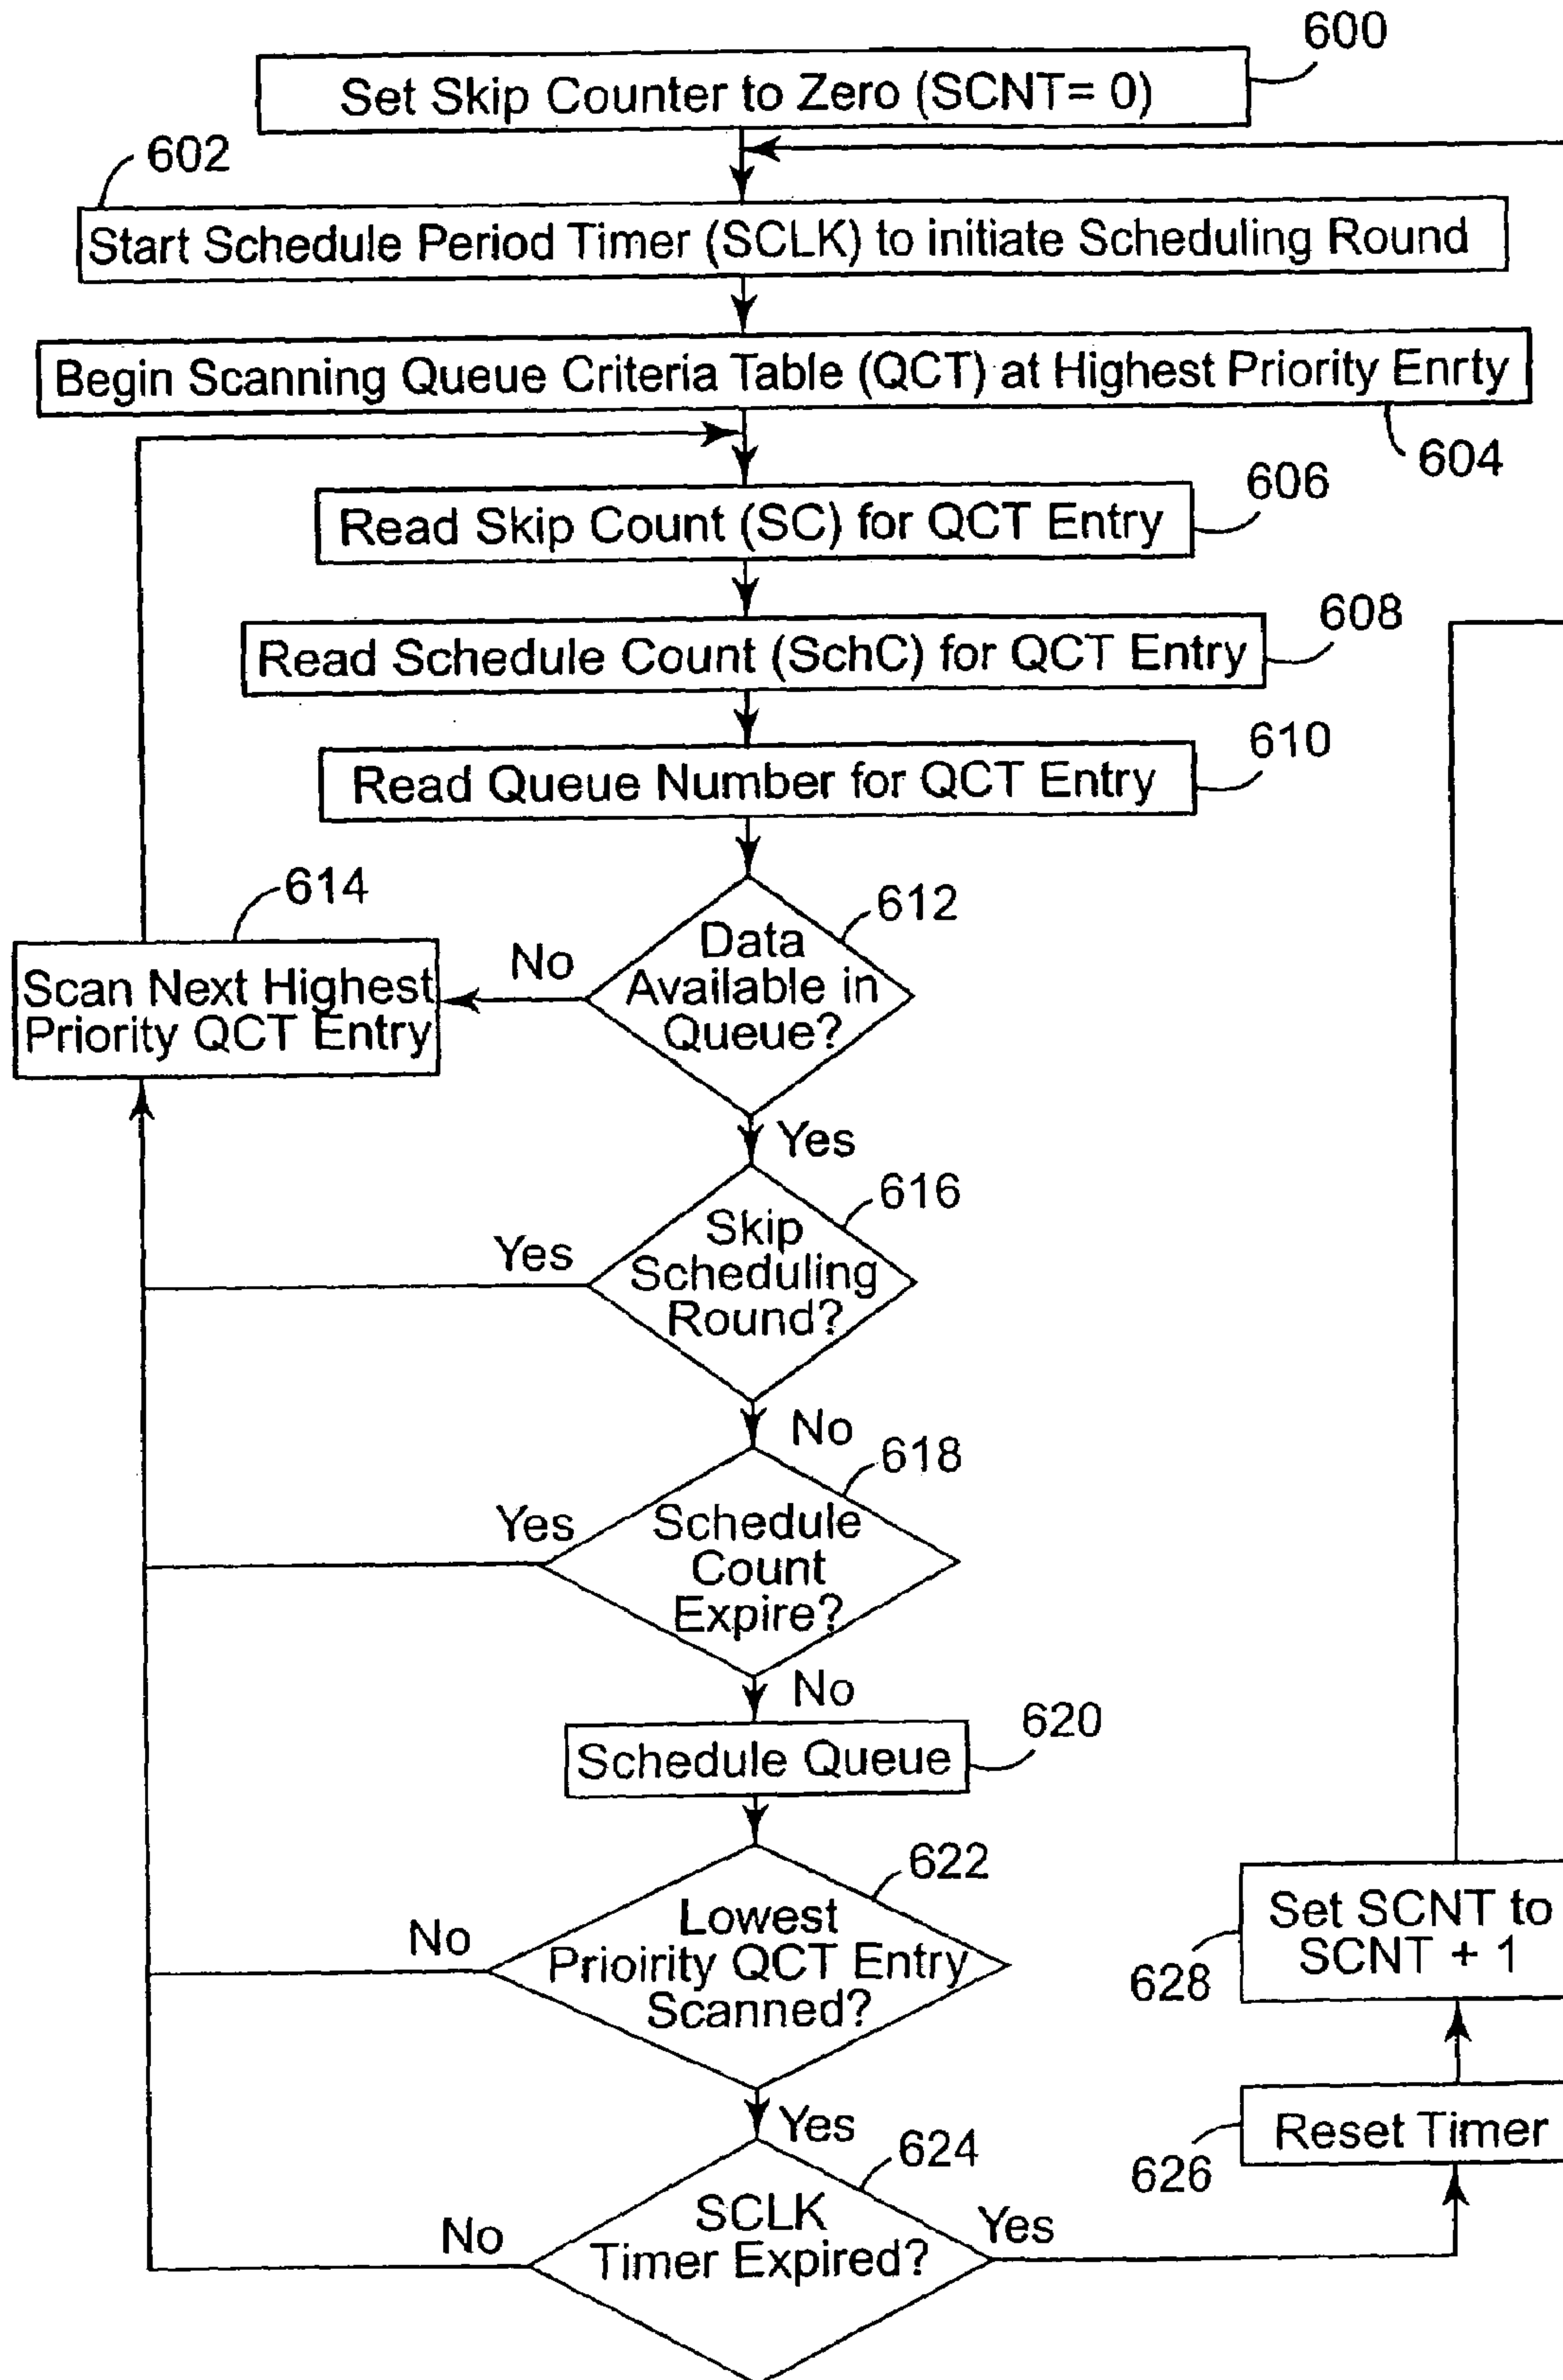 600
Set Skip Counter to Zero (SCNT= 0)
602
Start Schedule Period Timer (SCLK) to initiate Scheduling Round
Begin Scanning Queue Criteria Table (QCT) at Highest Priority Enrty
604
606
Read Skip Count (SC) for QCT Entry
608
Read Schedule Count (SchC) for QCT Entry
610
Read Queue Number for QCT Entry
614
612
Data
Available in
Queue?
No
Scan Next Highest
Priority QCT Entry
Yes
616
Skip
Scheduling
Round?
Yes
No
618
Schedule
Count
Expire?
Yes
No
620
Schedule Queue
622
Lowest
Prioirity QCT Entry
Scanned?
No
Set SCNT to
SCNT + 1
628
Yes
Reset Timer
626
624
SCLK
Timer Expired?
No
Yes